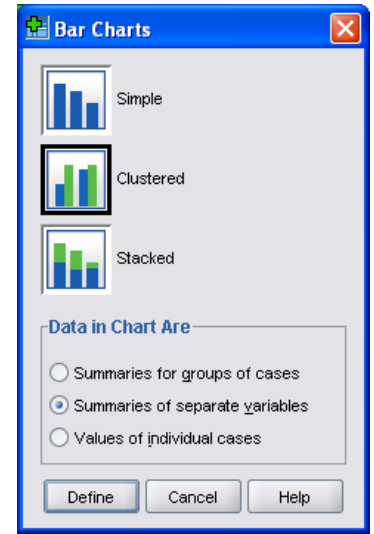 Bar Charts
Simple
Clustered
Stacked
Data in Chart Are
Summaries for groups of cases
Summaries of separate variables
Values of individual cases
Define Cancel Help